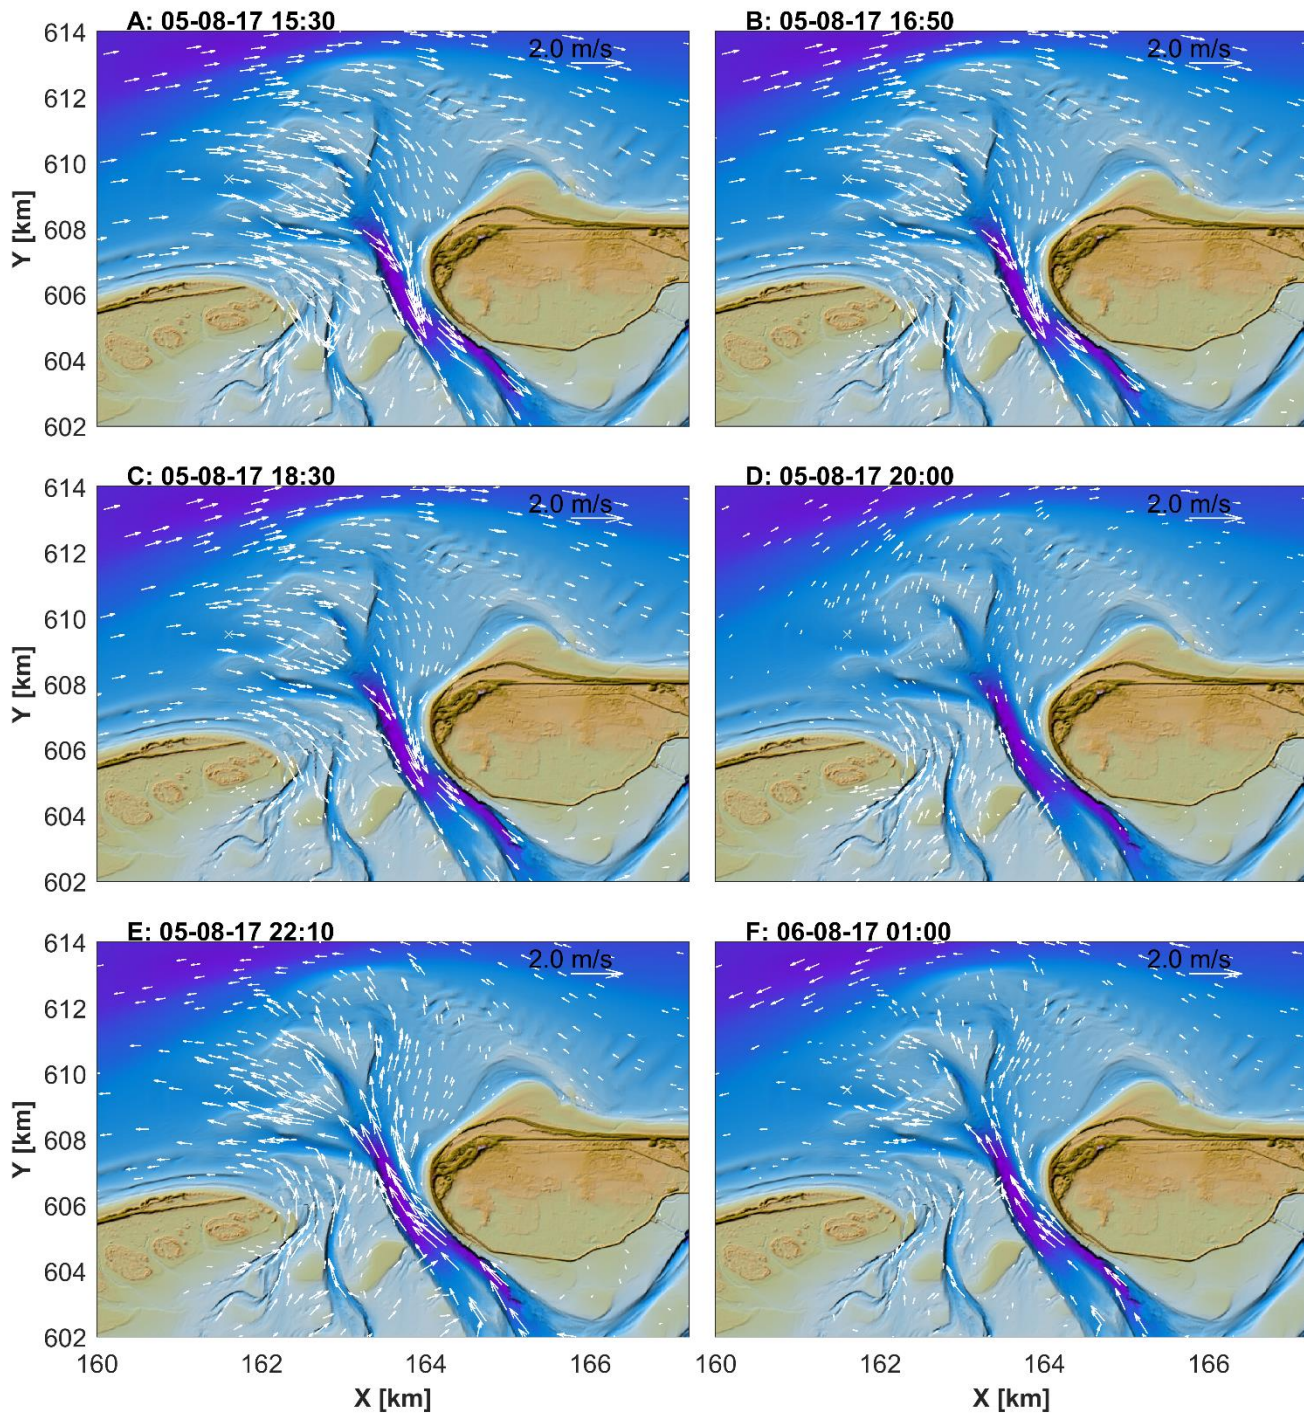 A: 05-08-17 15:30
B: 05-08-17 16:50
2.0 m/s
2.0 m/s
614
612
610
608
606
604
602
Y [km]
C: 05-08-17 18:30
D: 05-08-17 20:00
2.0 m/s
2.0 m/s
614
612
610
608
606
604
602
Y [km]
E: 05-08-17 22:10
F: 06-08-17 01:00
2.0 m/s
2.0 m/s
614
612
610
608
606
604
602
Y [km]
160 162 164 166
160 162 164 166
X [km]
X [km]